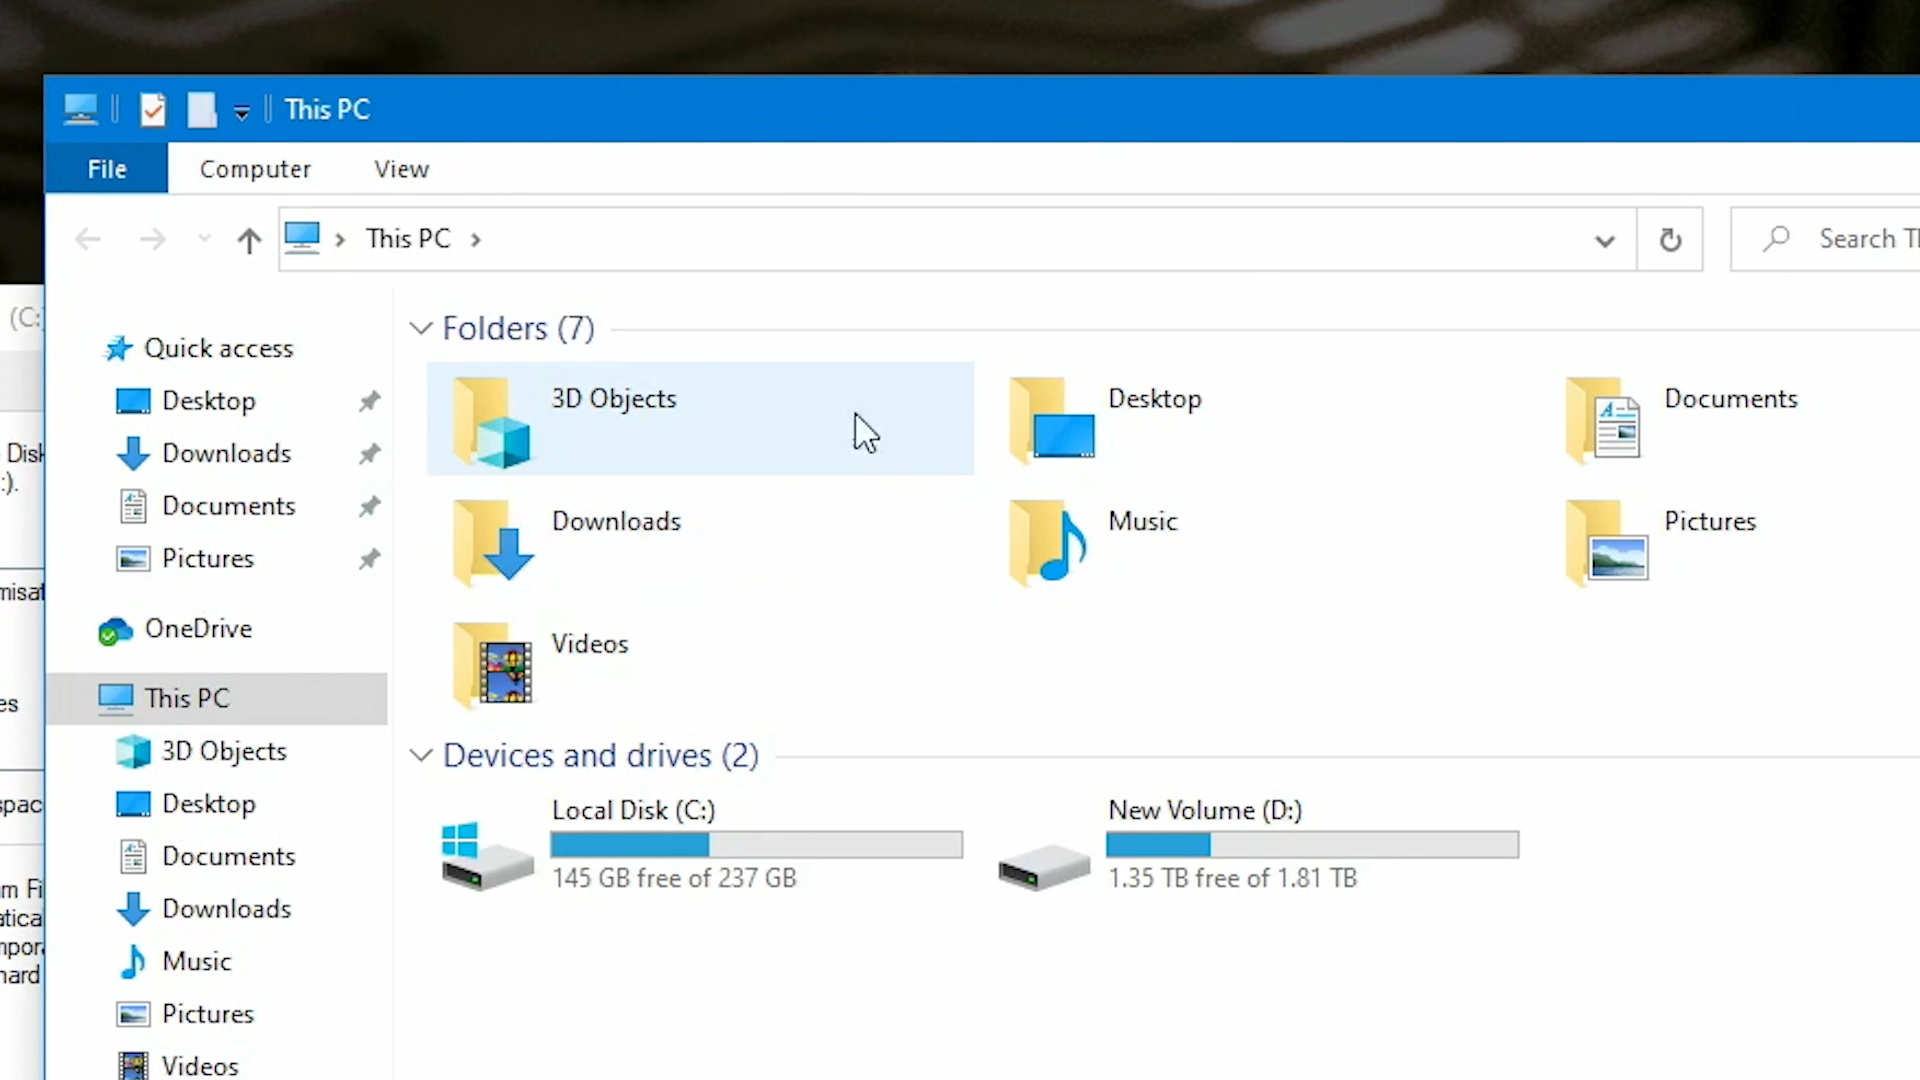 This PC
File Computer View
This PC
Search
(C:
Quick access
Desktop
Downloads
Documents
Pictures
OneDrive
This PC
3D Objects
Desktop
Documents
Downloads
Music
Pictures
Videos
Folders (7)
3D Objects
Desktop
Documents
Downloads
Music
Pictures
Videos
Devices and drives (2)
Local Disk (C:)
145 GB free of 237 GB
New Volume (D:)
1.35 TB free of 1.81 TB
Disk
:).
es
hard